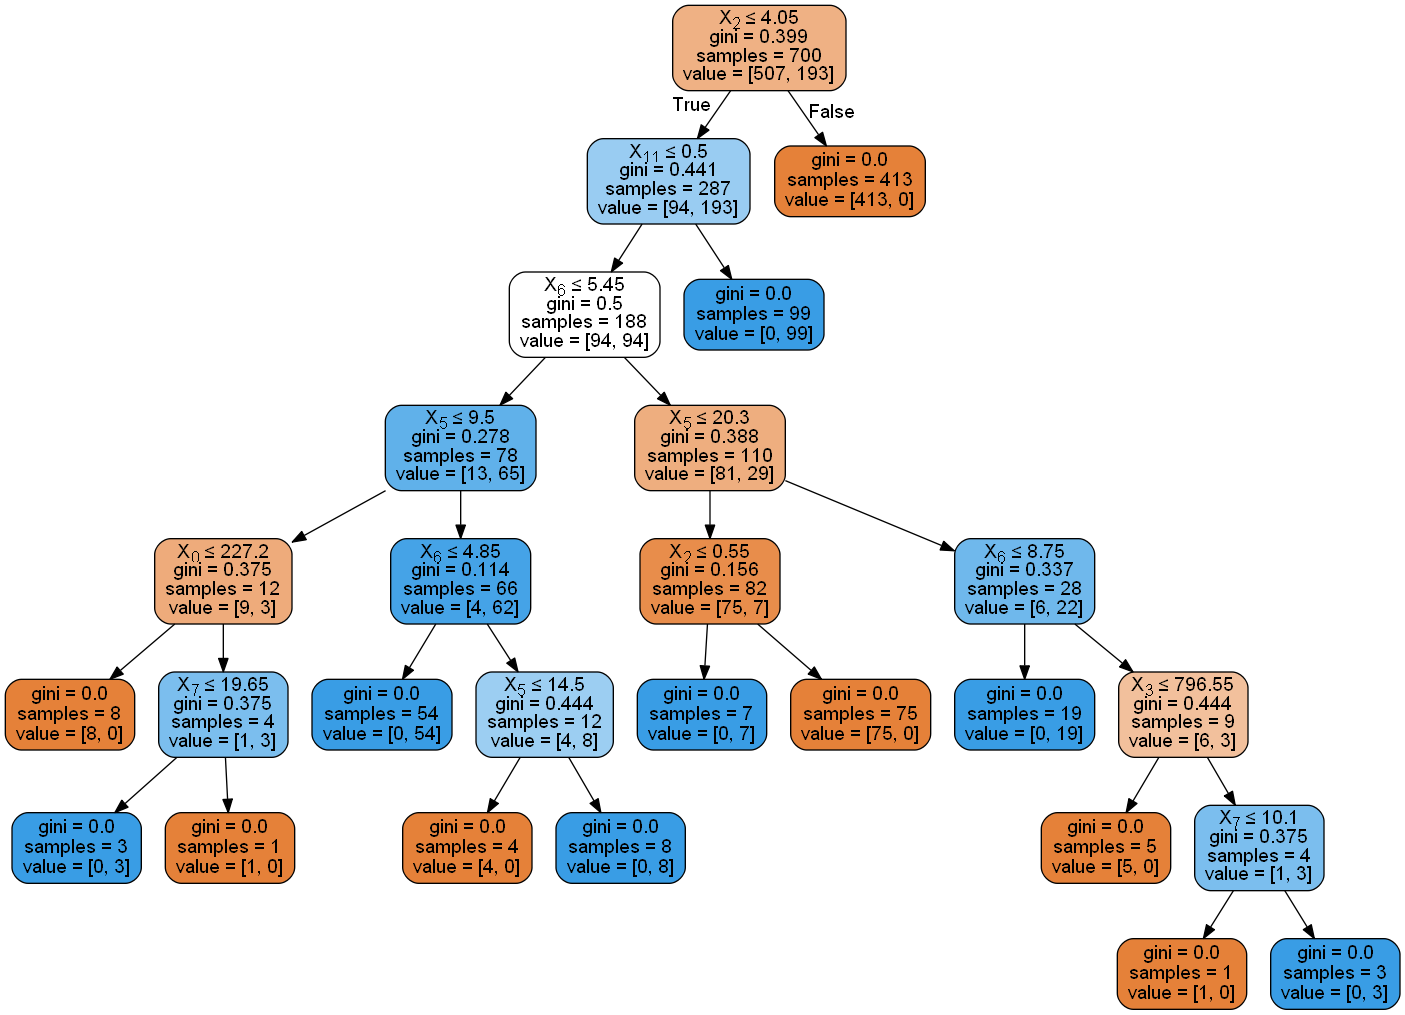 X2 ≤ 4.05
gini = 0.399
samples = 700
value = [507, 193]
True
False
X11 ≤ 0.5
gini = 0.441
samples = 287
value = [94, 193]
gini = 0.0
samples = 413
value = [413, 0]
X6 ≤ 5.45
gini = 0.5
samples = 188
value = [94, 94]
gini = 0.0
samples = 99
value = [0, 99]
X5 ≤ 9.5
gini = 0.278
samples = 78
value = [13, 65]
X5 ≤ 20.3
gini = 0.388
samples = 110
value = [81, 29]
X0 ≤ 227.2
gini = 0.375
samples = 12
value = [9, 3]
X6 ≤ 4.85
gini = 0.114
samples = 66
value = [4, 62]
X2 ≤ 0.55
gini = 0.156
samples = 82
value = [75, 7]
X6 ≤ 8.75
gini = 0.337
samples = 28
value = [6, 22]
gini = 0.0
samples = 8
value = [8, 0]
X7 ≤ 19.65
gini = 0.375
samples = 4
value = [1, 3]
gini = 0.0
samples = 54
value = [0, 54]
X5 ≤ 14.5
gini = 0.444
samples = 12
value = [4, 8]
gini = 0.0
samples = 7
value = [0, 7]
gini = 0.0
samples = 75
value = [75, 0]
gini = 0.0
samples = 19
value = [0, 19]
X3 ≤ 796.55
gini = 0.444
samples = 9
value = [6, 3]
gini = 0.0
samples = 3
value = [0, 3]
gini = 0.0
samples = 1
value = [1, 0]
gini = 0.0
samples = 4
value = [4, 0]
gini = 0.0
samples = 8
value = [0, 8]
gini = 0.0
samples = 5
value = [5, 0]
X7 ≤ 10.1
gini = 0.375
samples = 4
value = [1, 3]
gini = 0.0
samples = 1
value = [1, 0]
gini = 0.0
samples = 3
value = [0, 3]